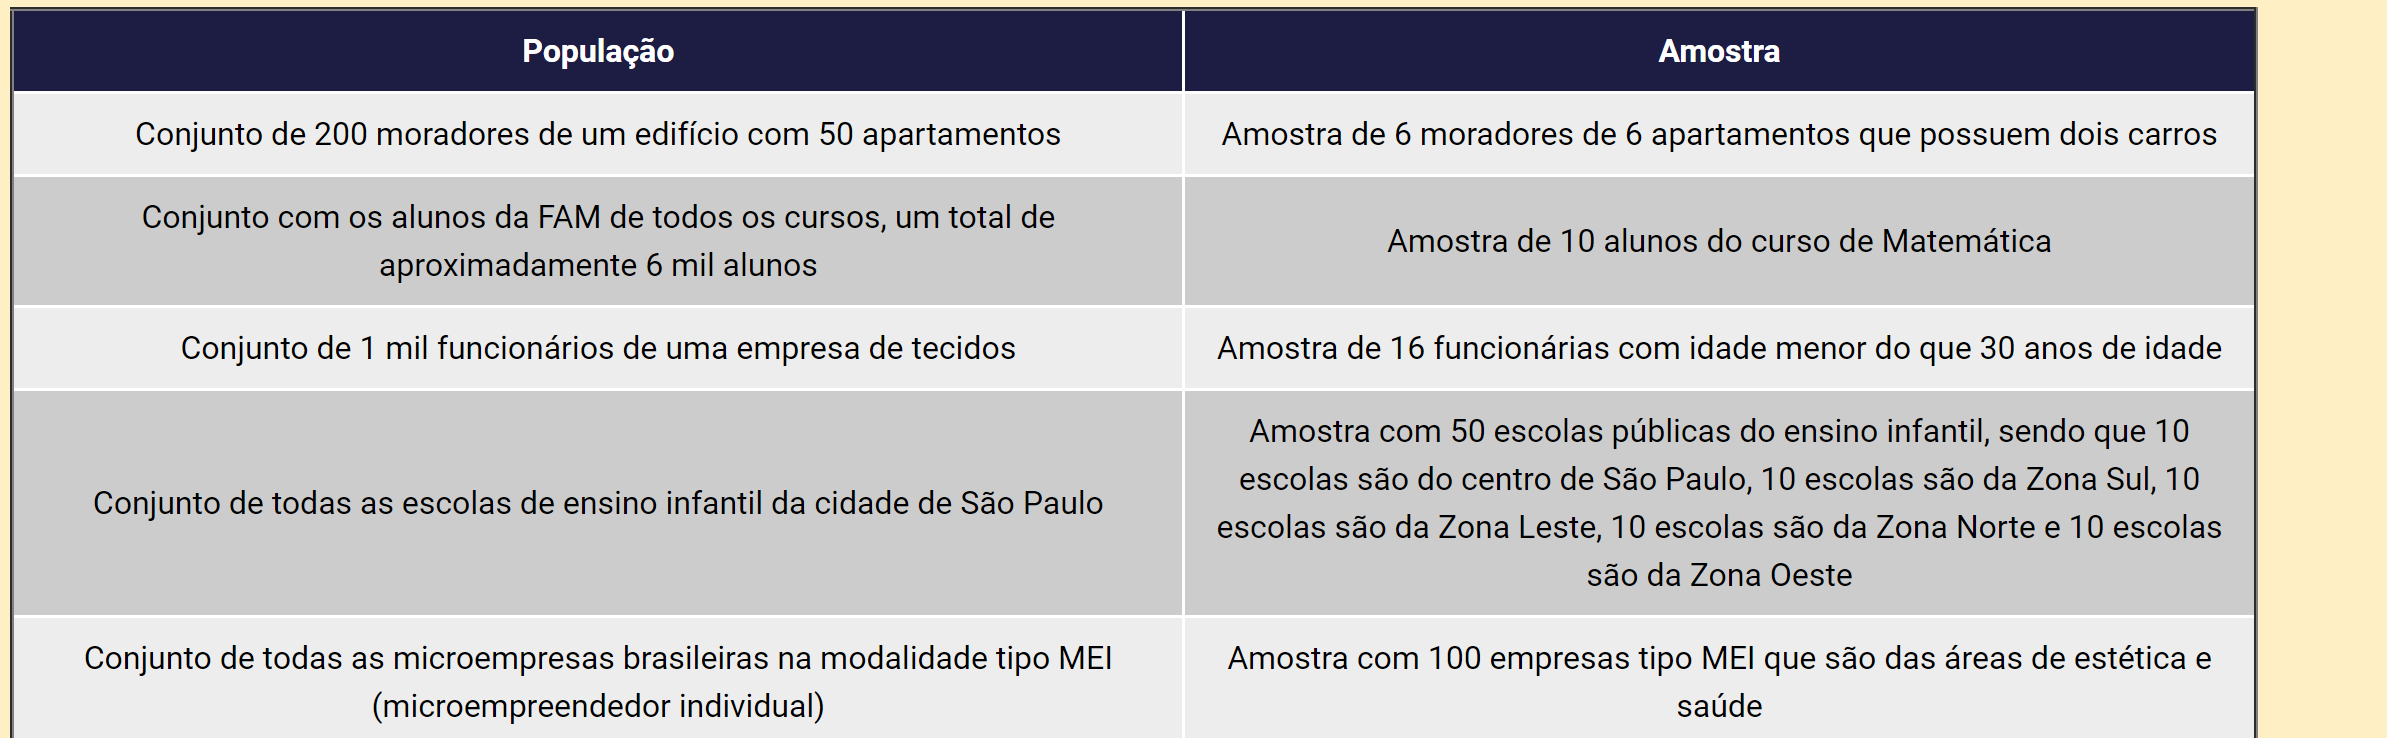 População
Amostra
Conjunto de 200 moradores de um edifício com 50 apartamentos
Amostra de 6 moradores de 6 apartamentos que possuem dois carros
Conjunto com os alunos da FAM de todos os cursos, um total de
aproximadamente 6 mil alunos
Amostra de 10 alunos do curso de Matemática
Conjunto de 1 mil funcionários de uma empresa de tecidos
Amostra de 16 funcionárias com idade menor do que 30 anos de idade
Conjunto de todas as escolas de ensino infantil da cidade de São Paulo
Amostra com 50 escolas públicas do ensino infantil, sendo que 10
escolas são do centro de São Paulo, 10 escolas são da Zona Sul, 10
escolas são da Zona Leste, 10 escolas são da Zona Norte e 10 escolas
são da Zona Oeste
Conjunto de todas as microempresas brasileiras na modalidade tipo MEI
(microempreendedor individual)
Amostra com 100 empresas tipo MEI que são das áreas de estética e
saúde